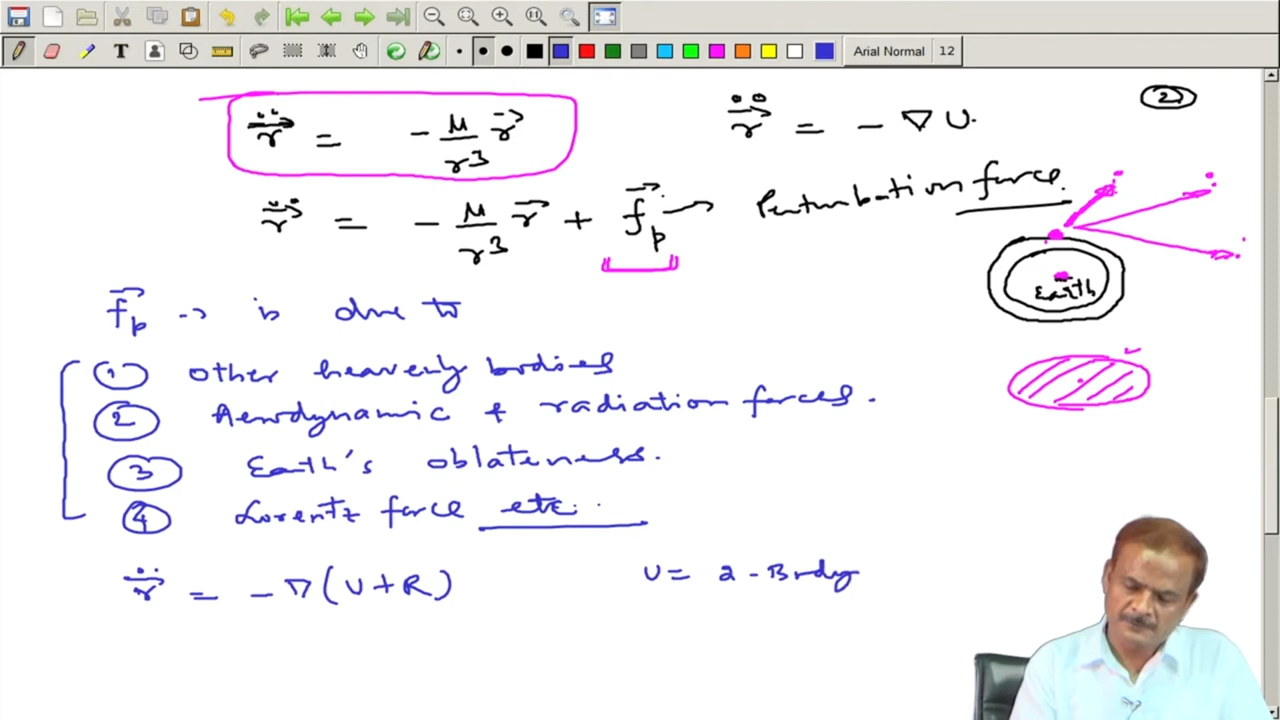 Arial Normal 12
r̈⃗ = - μ/r³ r⃗
r̈⃗ = - ∇U.
2
r̈⃗ = - μ/r³ r⃗ + f⃗p → Perturbation force.
Earth
f⃗p → is due to
1 Other heavenly bodies
2 Aerodynamic & radiation forces.
3 Earth's oblateness.
4 Lorentz force etc.
r̈⃗ = - ∇(U+R)
U = 2-Body